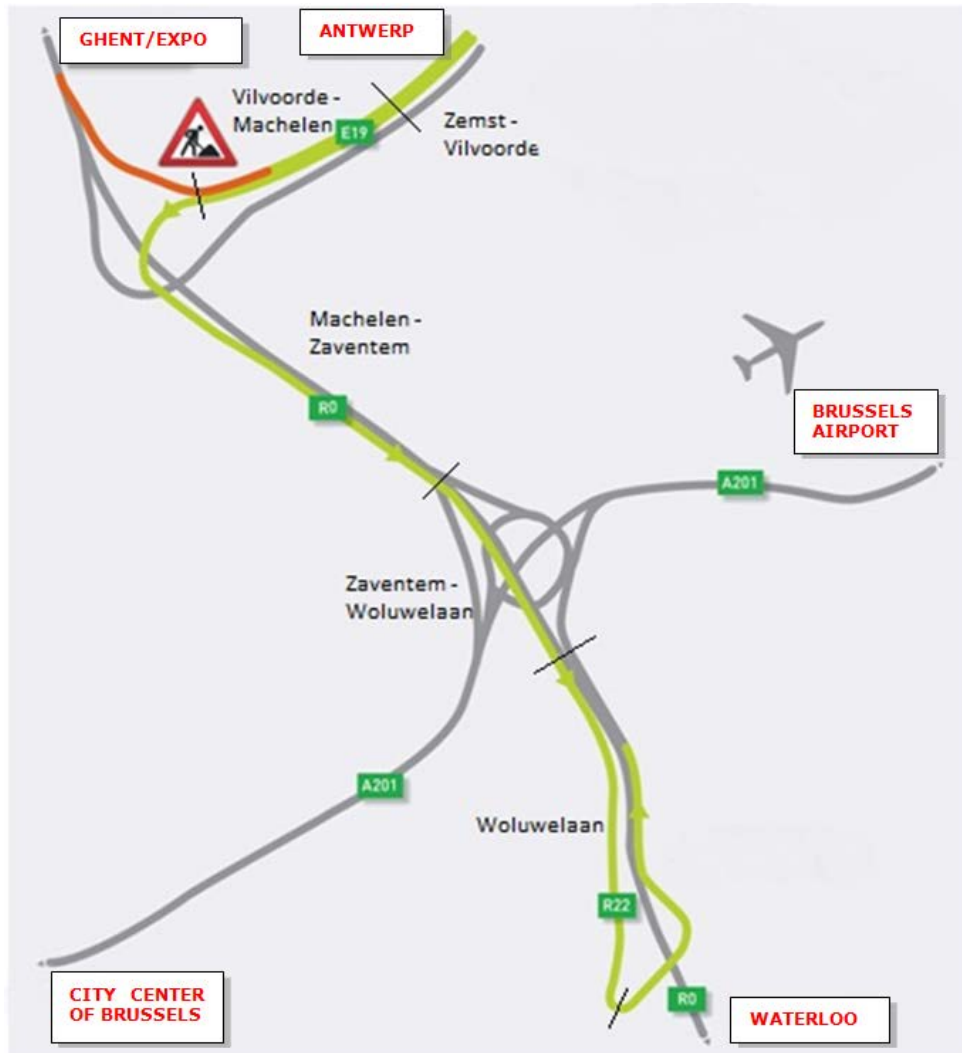 GHENT/EXPO
ANTWERP
Vilvoorde -
Machelen
E19
Zemst -
Vilvoorde
Machelen -
Zaventem
R0
BRUSSELS
AIRPORT
A201
Zaventem -
Woluwelaan
A201
Woluwelaan
R22
R0
CITY CENTER
OF BRUSSELS
WATERLOO